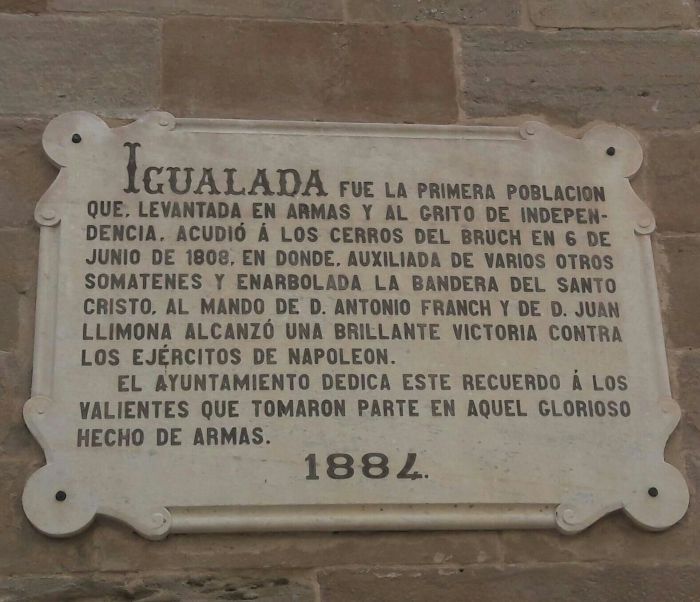 IGUALADA FUE LA PRIMERA POBLACION
QUE, LEVANTADA EN ARMAS Y AL GRITO DE INDEPEN-
DENCIA, ACUDIÓ Á LOS CERROS DEL BRUCH EN 6 DE
JUNIO DE 1808, EN DONDE, AUXILIADA DE VARIOS OTROS
SOMATENES Y ENARBOLADA LA BANDERA DEL SANTO
CRISTO, AL MANDO DE D. ANTONIO FRANCH Y DE D. JUAN
LLIMONA ALCANZÓ UNA BRILLANTE VICTORIA CONTRA
LOS EJÉRCITOS DE NAPOLEON.
EL AYUNTAMIENTO DEDICA ESTE RECUERDO Á LOS
VALIENTES QUE TOMARON PARTE EN AQUEL GLORIOSO
HECHO DE ARMAS.
1884.